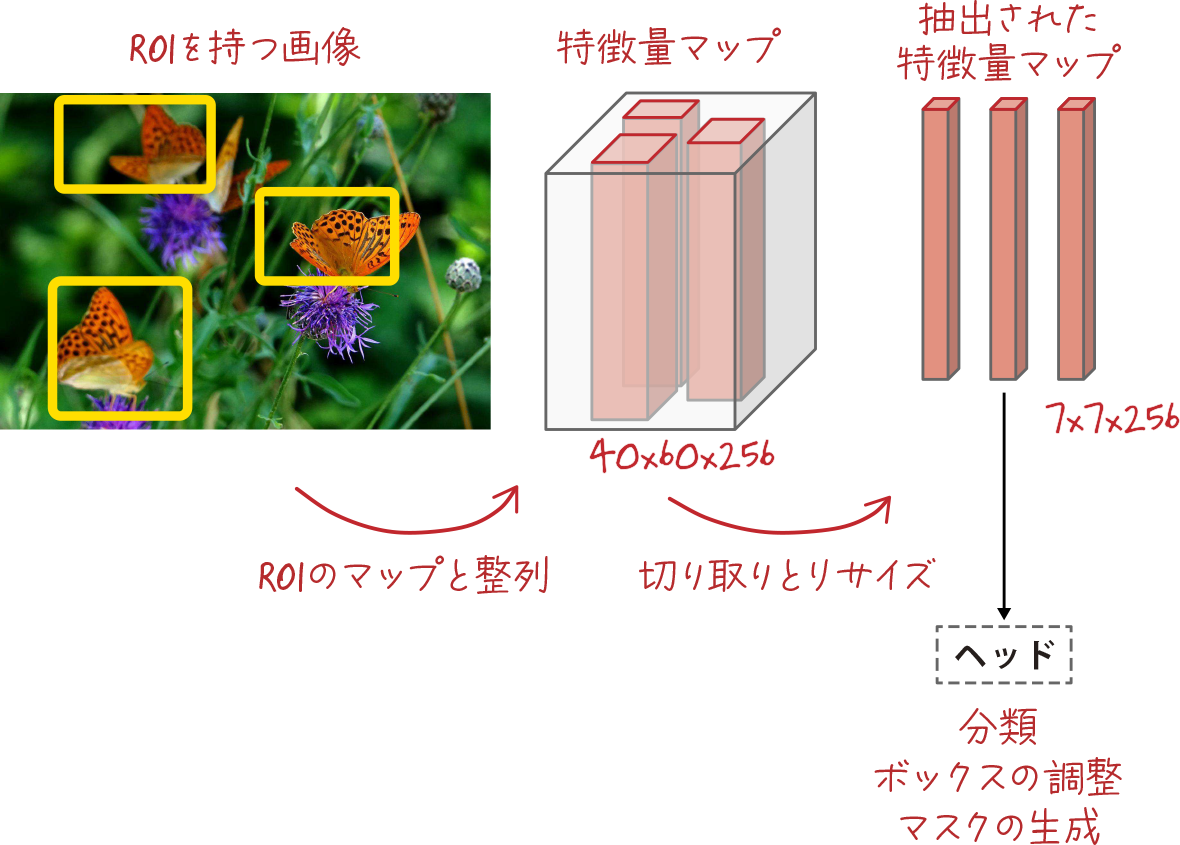 ROIを持つ画像
特徴量マップ
抽出された
特徴量マップ
40x60x256
7x7x256
ROIのマップと整列
切り取りとリサイズ
ヘッド
分類
ボックスの調整
マスクの生成